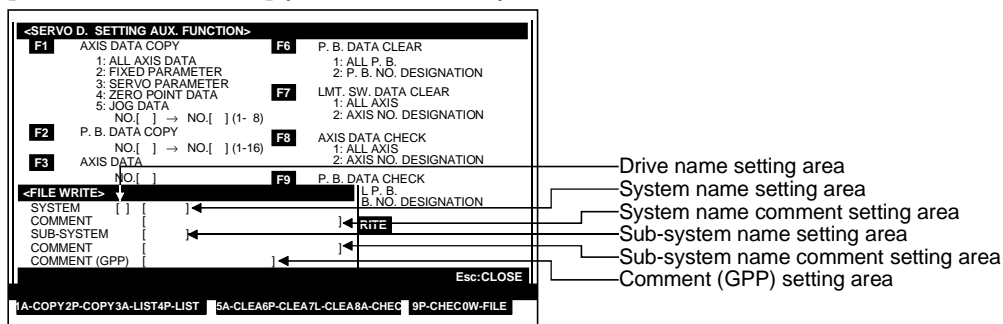 <SERVO D. SETTING AUX. FUNCTION>
F1 AXIS DATA COPY
1: ALL AXIS DATA
2: FIXED PARAMETER
3: SERVO PARAMETER
4: ZERO POINT DATA
5: JOG DATA
NO.[ ] → NO.[ ] (1- 8)
F2 P. B. DATA COPY
NO.[ ] → NO.[ ] (1-16)
F3 AXIS DATA
NO.[ ]
F6 P. B. DATA CLEAR
1: ALL P. B.
2: P. B. NO. DESIGNATION
F7 LMT. SW. DATA CLEAR
1: ALL AXIS
2: AXIS NO. DESIGNATION
F8 AXIS DATA CHECK
1: ALL AXIS
2: AXIS NO. DESIGNATION
F9 P. B. DATA CHECK
L P. B.
B. NO. DESIGNATION
RITE
<FILE WRITE>
SYSTEM [ ] [ ]
COMMENT [ ]
SUB-SYSTEM [ ]
COMMENT [ ]
COMMENT (GPP) [ ]
Esc:CLOSE
1A-COPY2P-COPY3A-LIST4P-LIST 5A-CLEA6P-CLEA7L-CLEA8A-CHEC 9P-CHEC0W-FILE
Drive name setting area
System name setting area
System name comment setting area
Sub-system name setting area
Sub-system name comment setting area
Comment (GPP) setting area